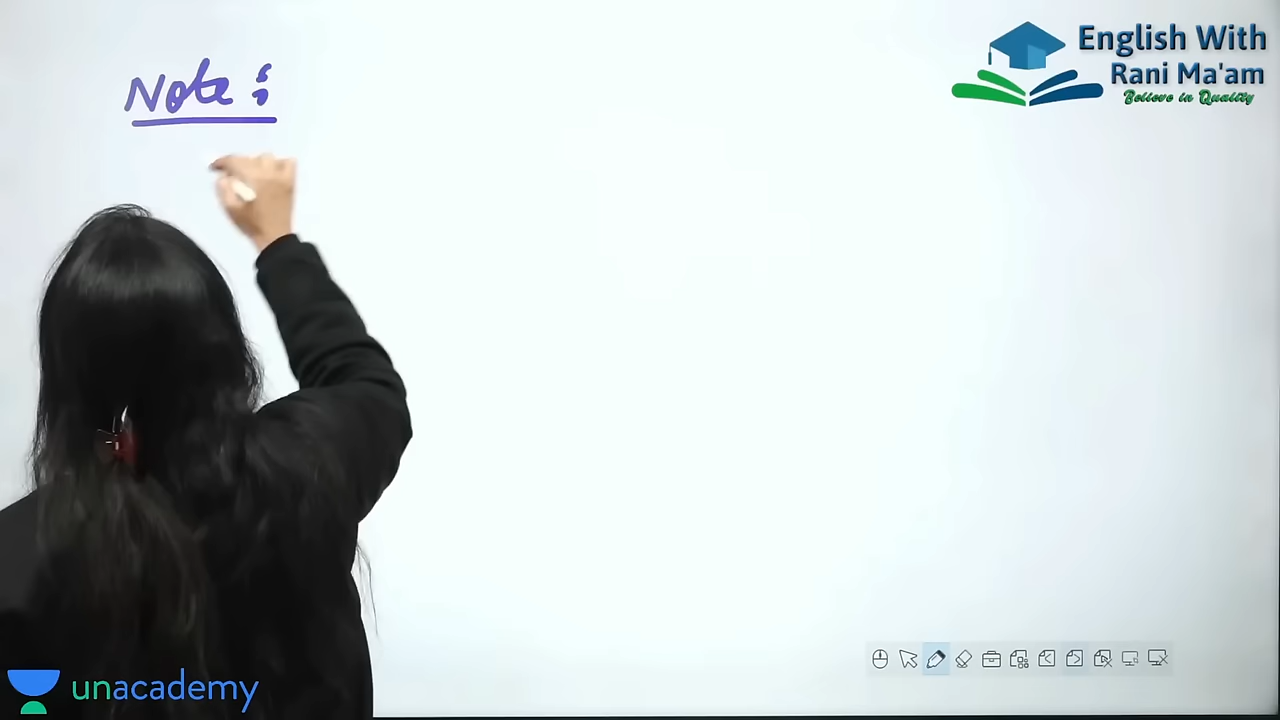 Note :
English With
Rani Ma'am
Believe in Quality
unacademy